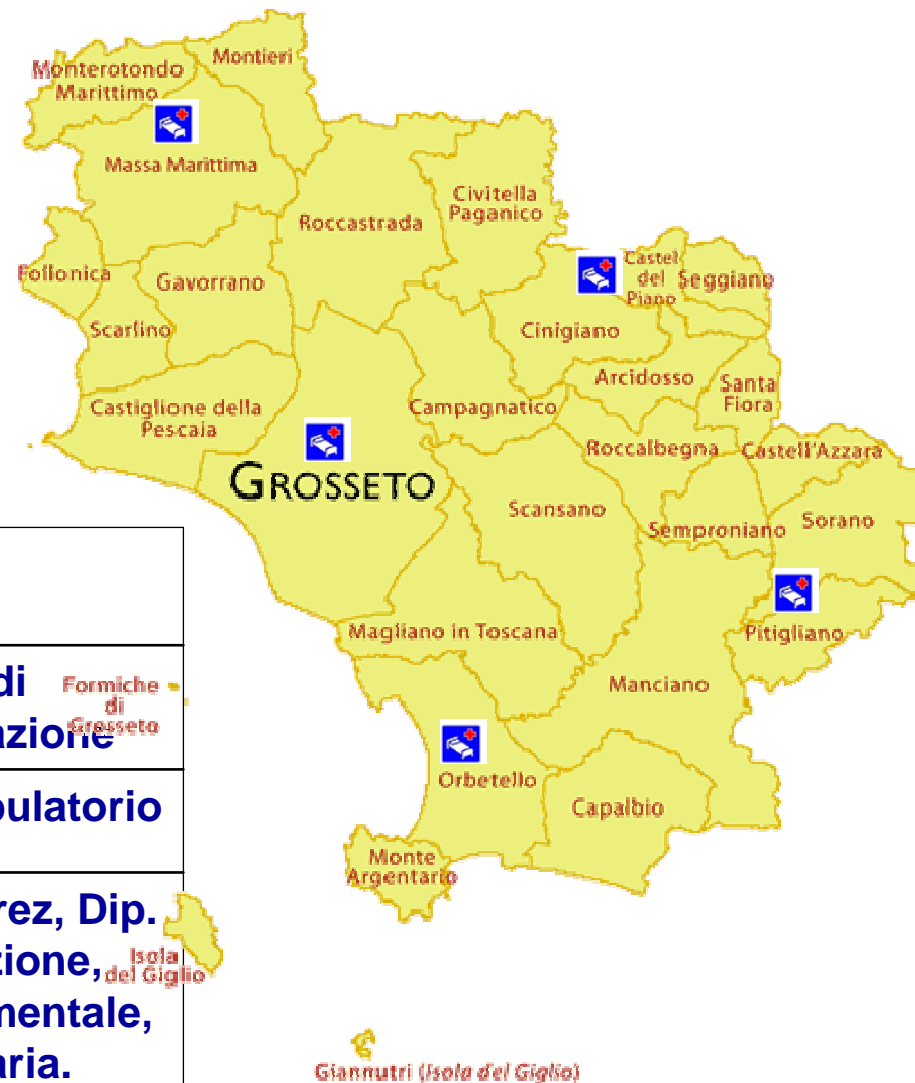 Montieri
Monterotondo
Marittimo
Massa Marittima
Civitella
Paganico
Roccastrada
Castel
del
Piano
Seggiano
Follonica
Gavorrano
Scarlino
Cinigiano
Arcidosso
Santa
Fiora
Castiglione della
Pescaia
Campagnatico
Roccalbegna
Castell'Azzara
GROSSETO
Scansano
Semproniano
Sorano
Magliano in Toscana
Pitigliano
Manciano
Formiche
di
Grosseto
Orbetello
Capalbio
Monte
Argentario
Isola
del Giglio
Giannutri (Isola del Giglio)
di
azione
pulatorio
rez, Dip.
zione,
mentale,
aria.